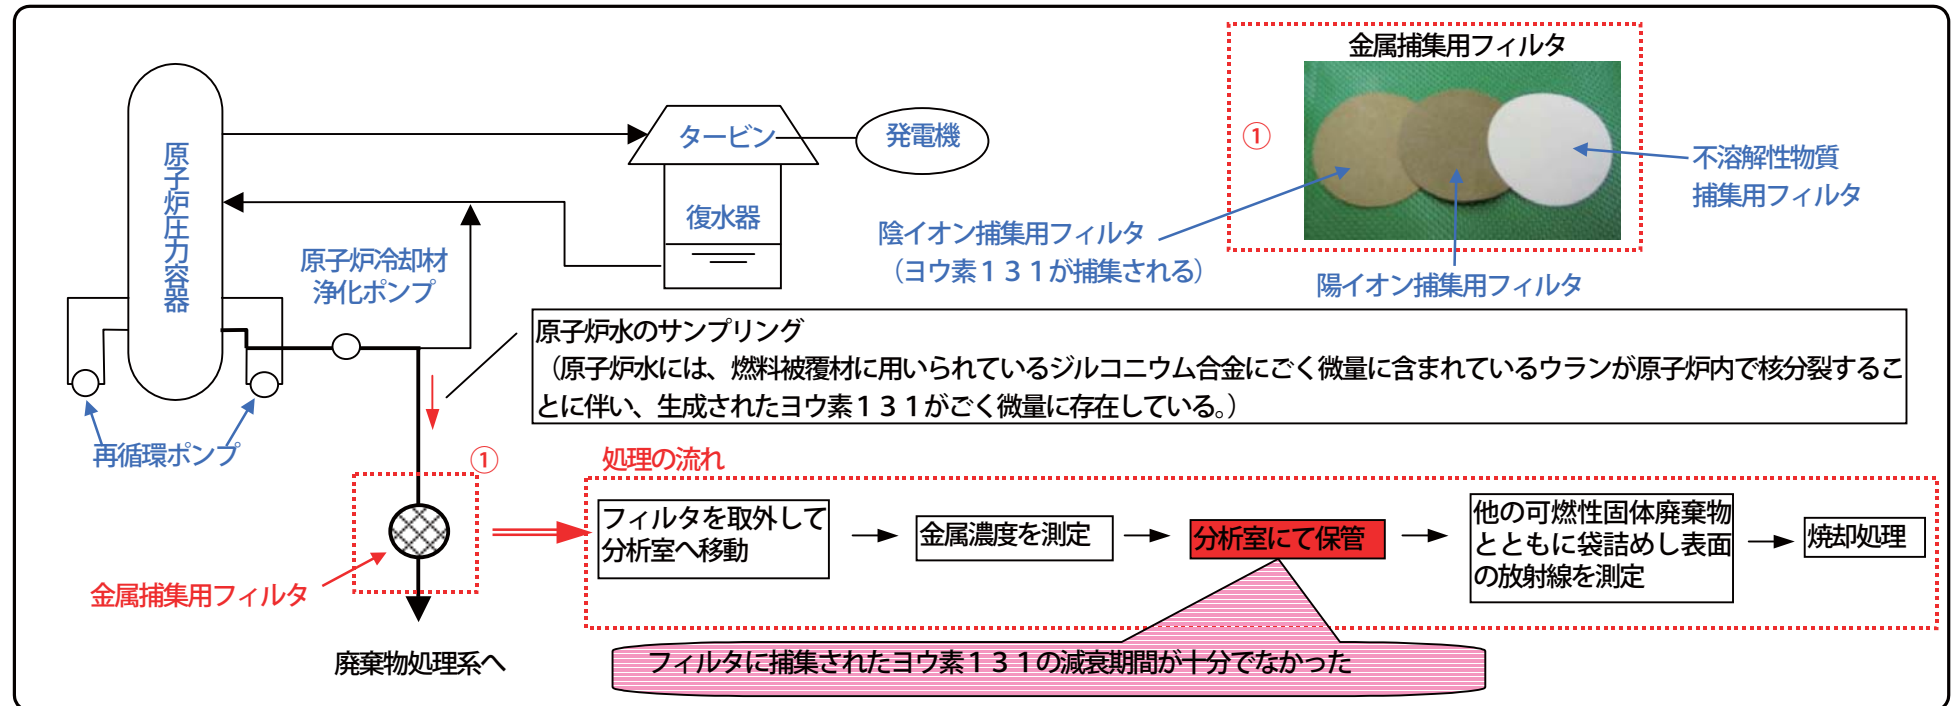 金属捕集用フィルタ
①
不溶解性物質
捕集用フィルタ
陰イオン捕集用フィルタ
（ヨウ素１３１が捕集される）
陽イオン捕集用フィルタ
原子炉圧力容器
タービン
発電機
復水器
原子炉冷却材
浄化ポンプ
再循環ポンプ
原子炉水のサンプリング
（原子炉水には、燃料被覆材に用いられているジルコニウム合金にごく微量に含まれているウランが原子炉内で核分裂するこ
とに伴い、生成されたヨウ素１３１がごく微量に存在している。）
①
金属捕集用フィルタ
廃棄物処理系へ
処理の流れ
フィルタを取外して
分析室へ移動
金属濃度を測定
分析室にて保管
他の可燃性固体廃棄物
とともに袋詰めし表面
の放射線を測定
焼却処理
フィルタに捕集されたヨウ素１３１の減衰期間が十分でなかった